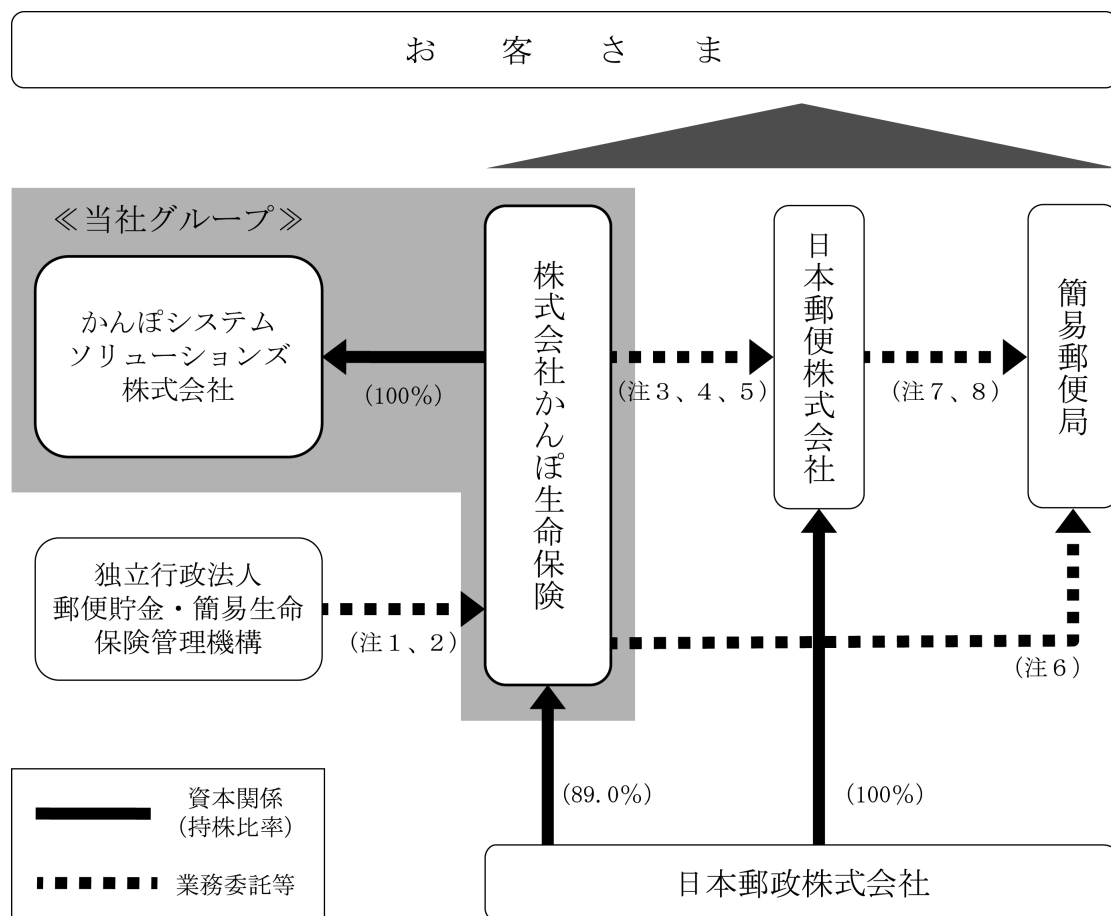 お客さま
≪当社グループ≫
かんぽシステム
ソリューションズ
株式会社
(100%)
株式会社かんぽ生命保険
(注3、4、5)
日本郵便株式会社
(注7、8)
簡易郵便局
独立行政法人
郵便貯金・簡易生命
保険管理機構
(注1、2)
(注6)
(89.0%)
(100%)
資本関係
(持株比率)
業務委託等
日本郵政株式会社